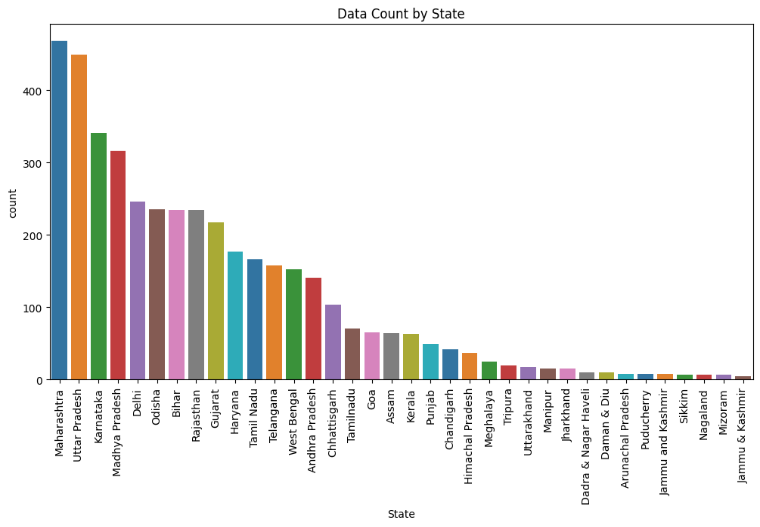 Data Count by State
count
400
300
200
100
0
Maharashtra
Uttar Pradesh
Karnataka
Madhya Pradesh
Delhi
Odisha
Bihar
Rajasthan
Gujarat
Haryana
Tamil Nadu
Telangana
West Bengal
Andhra Pradesh
Chhattisgarh
Tamilnadu
Goa
Assam
Kerala
Punjab
Chandigarh
Himachal Pradesh
Meghalaya
Tripura
Uttarakhand
Manipur
Jharkhand
Dadra & Nagar Haveli
Daman & Diu
Arunachal Pradesh
Puducherry
Jammu and Kashmir
Sikkim
Nagaland
Mizoram
Jammu & Kashmir
State